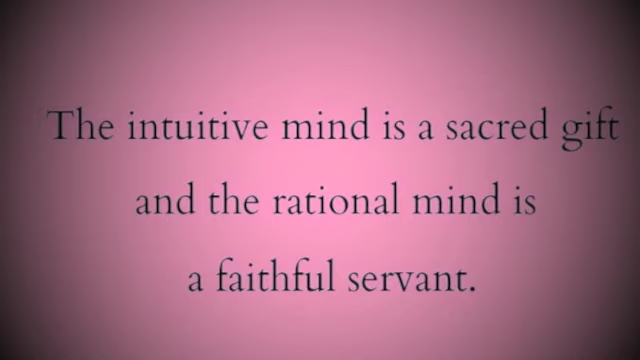 The intuitive mind is a sacred gift
and the rational mind is
a faithful servant.